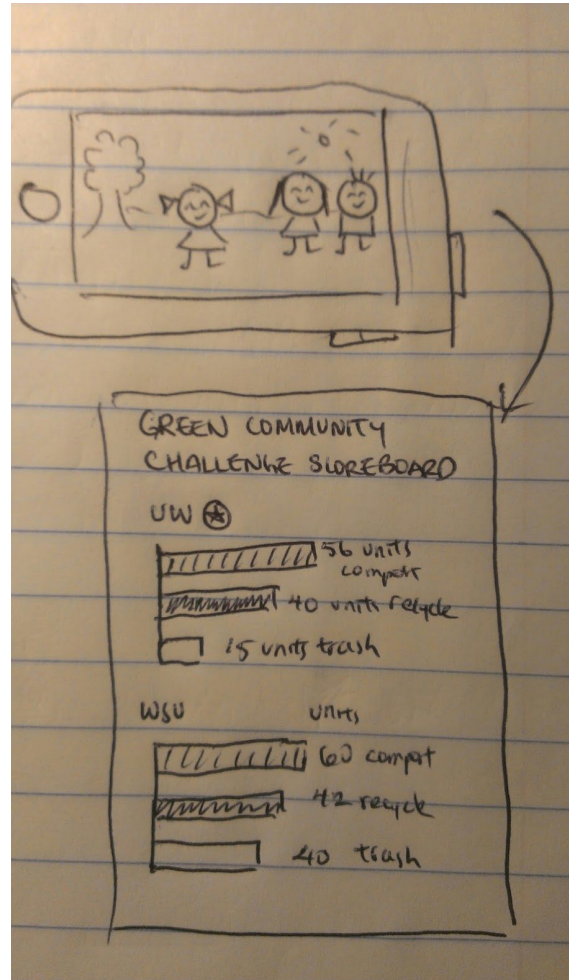 GREEN COMMUNITY
CHALLENGE SCOREBOARD
UW
56 units
compost
40 units recycle
15 units trash
WSU units
60 compost
42 recycle
40 trash